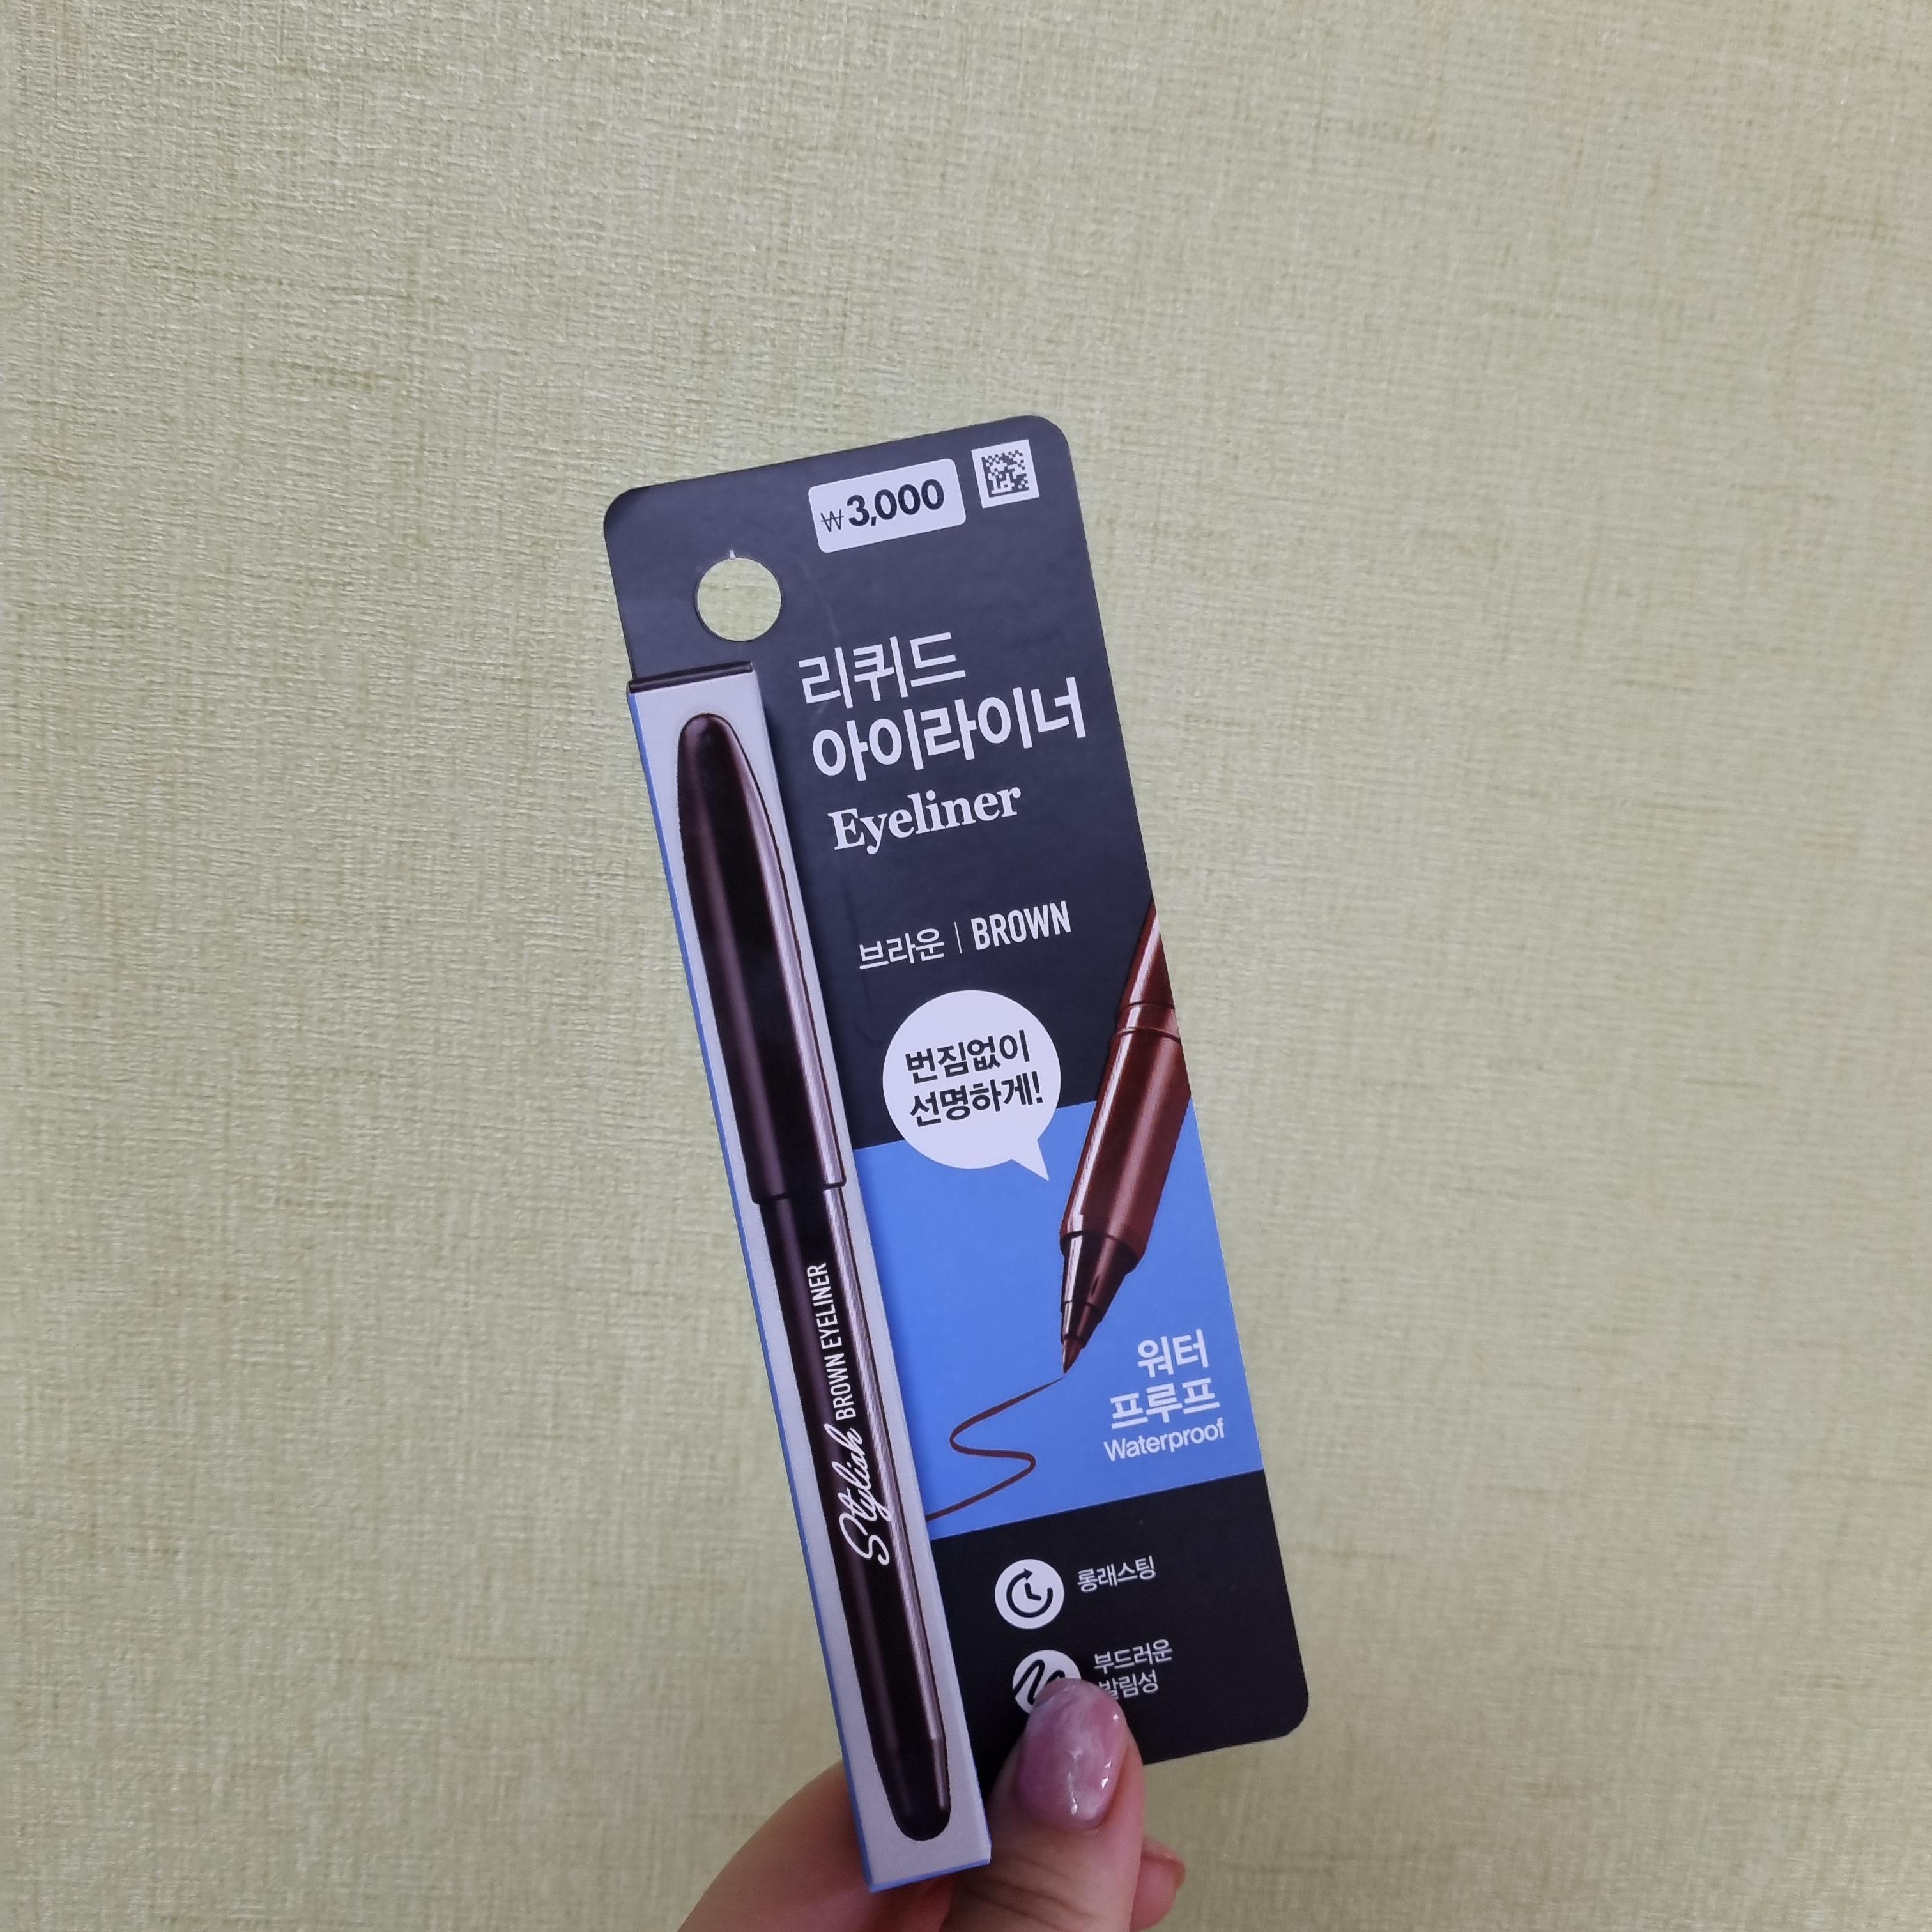 ₩3,000
리퀴드
아이라이너
Eyeliner
브라운 | BROWN
번짐없이
선명하게!
워터
프루프
Waterproof
Stylish BROWN EYELINER
롱래스팅
부드러운
발림성